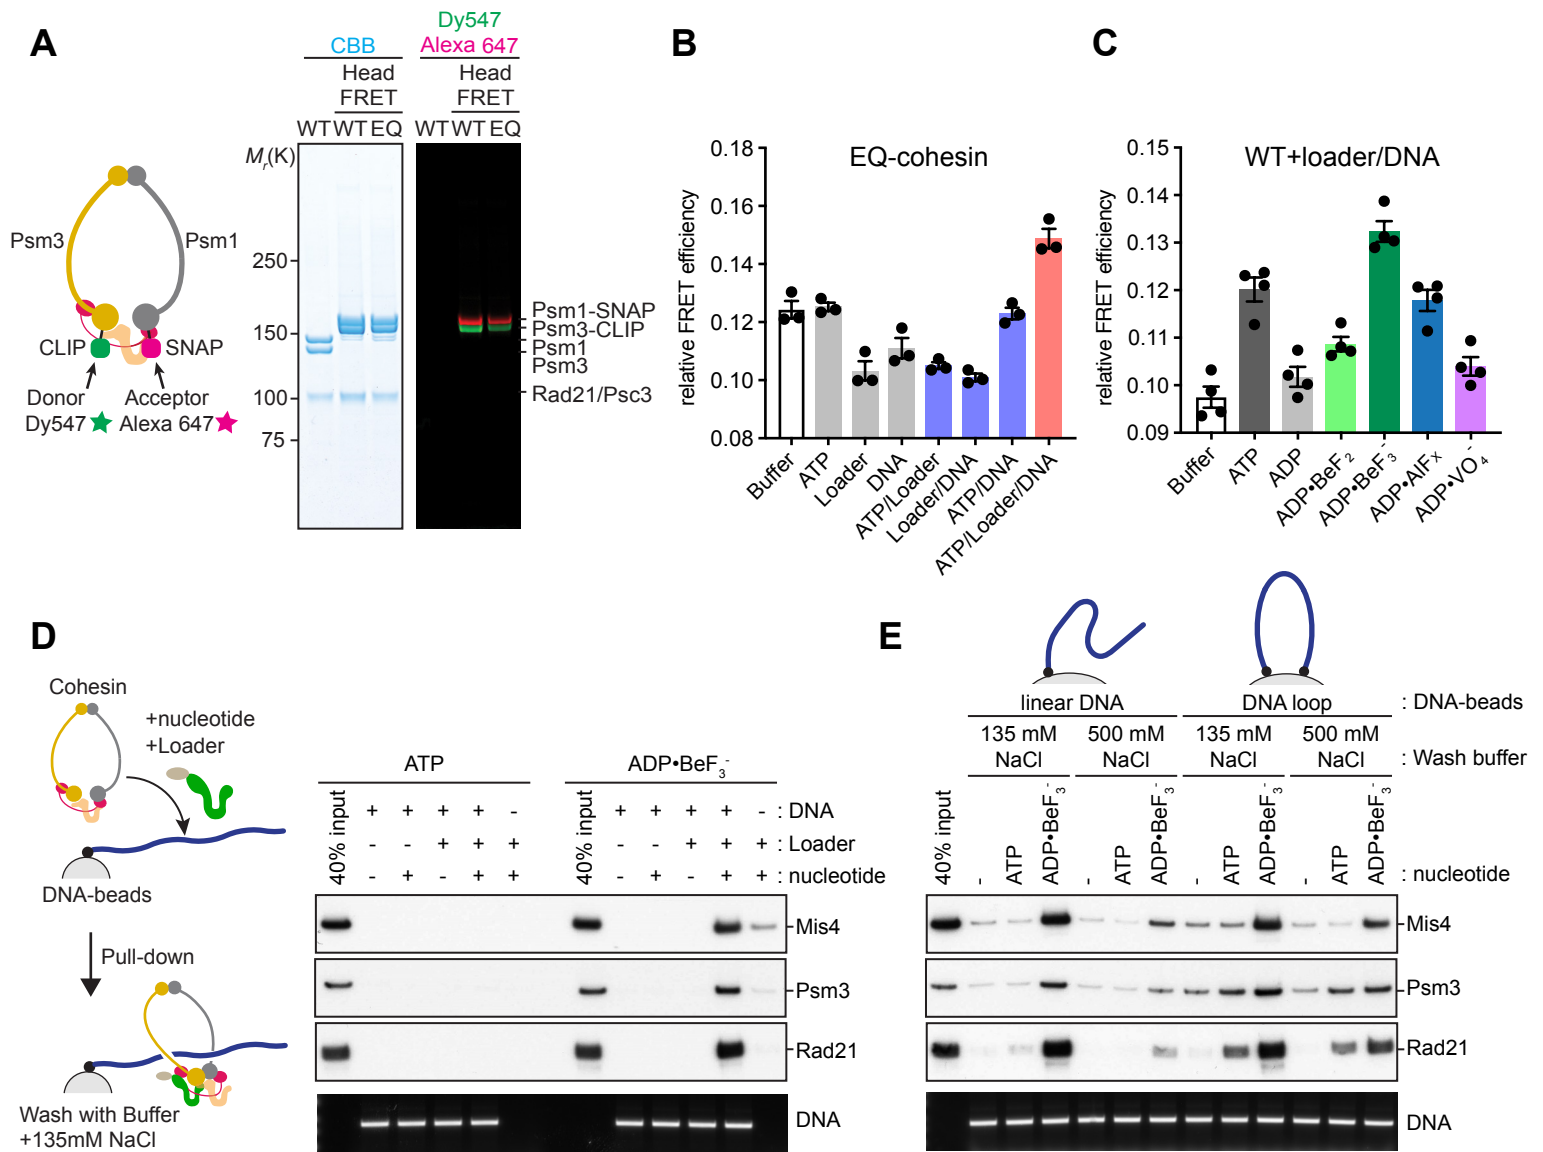 A
CBB
Dy547
Alexa 647
Head
FRET
Head
FRET
WT WT EQ WT WT EQ
Mr(K)
250
150
100
75
Psm3
Psm1
CLIP
SNAP
Donor
Dy547
Acceptor
Alexa 647
Psm1-SNAP
Psm3-CLIP
Psm1
Psm3
Rad21/Psc3
B
EQ-cohesin
relative FRET efficiency
0.18
0.16
0.14
0.12
0.10
0.08
Buffer
ATP
Loader
DNA
ATP/Loader
Loader/DNA
ATP/DNA
ATP/Loader/DNA
C
WT+loader/DNA
relative FRET efficiency
0.15
0.14
0.13
0.12
0.11
0.10
0.09
Buffer
ATP
ADP
ADP•BeF2
ADP•BeF3-
ADP•AlFX
ADP•VO4-
D
Cohesin
+nucleotide
+Loader
DNA-beads
Pull-down
Wash with Buffer
+135mM NaCl
ATP
ADP•BeF3-
40% input + + + + - 40% input + + + + - : DNA
- - + + + - - + + + : Loader
- + - + + - + - + + : nucleotide
Mis4
Psm3
Rad21
DNA
E
linear DNA
DNA loop
: DNA-beads
135 mM
NaCl
500 mM
NaCl
135 mM
NaCl
500 mM
NaCl
: Wash buffer
40% input - ATP ADP•BeF3- - ATP ADP•BeF3- - ATP ADP•BeF3- - ATP ADP•BeF3- : nucleotide
Mis4
Psm3
Rad21
DNA